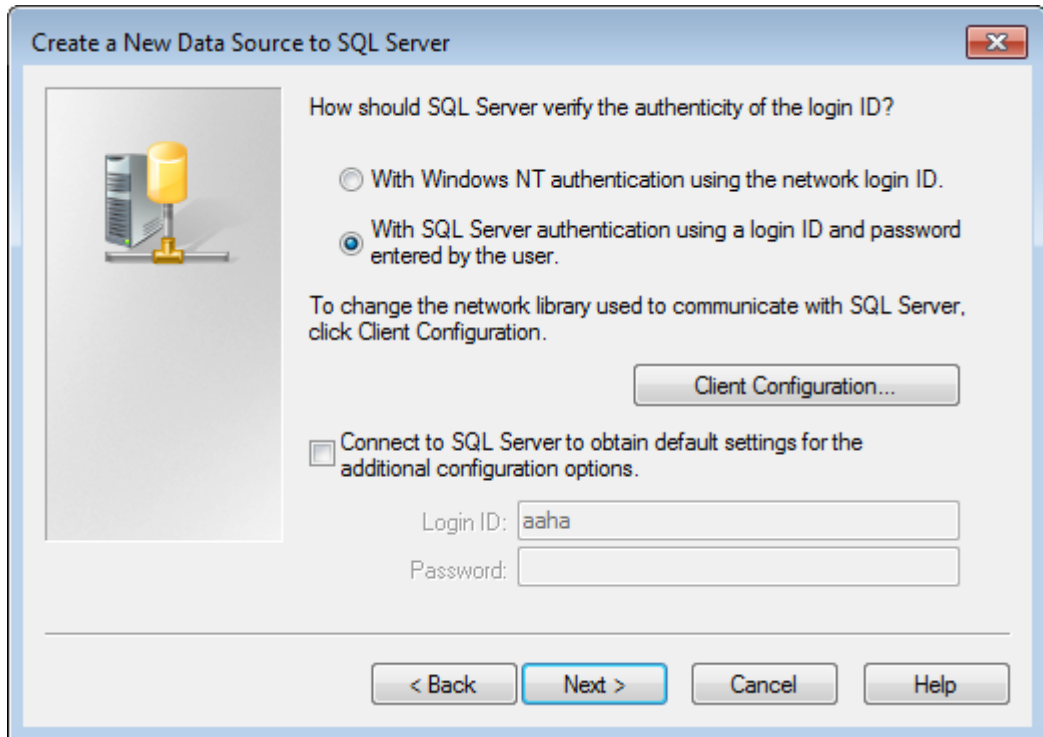 Create a New Data Source to SQL Server
How should SQL Server verify the authenticity of the login ID?
With Windows NT authentication using the network login ID.
With SQL Server authentication using a login ID and password
entered by the user.
To change the network library used to communicate with SQL Server,
click Client Configuration.
Client Configuration...
Connect to SQL Server to obtain default settings for the
additional configuration options.
Login ID: aaha
Password:
< Back Next > Cancel Help